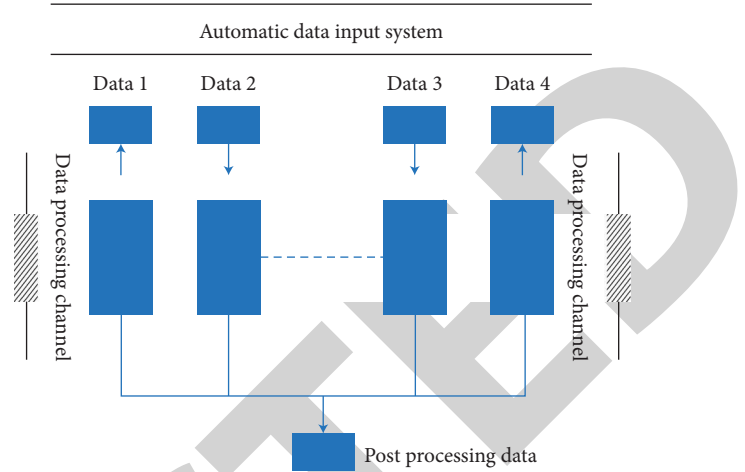 Automatic data input system
Data 1
Data 2
Data 3
Data 4
Data processing channel
Data processing channel
Post processing data